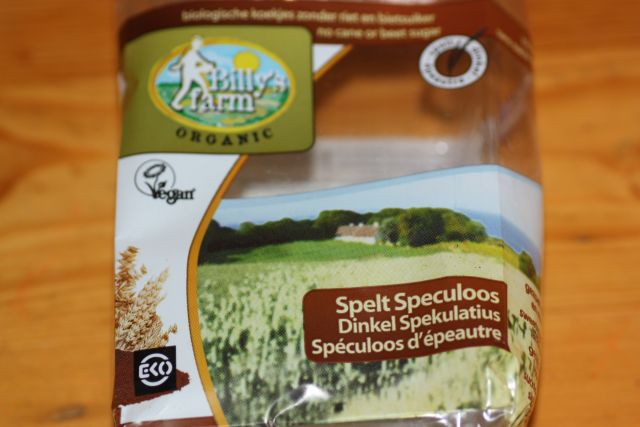 biologische koekjes zonder riet en bietsuiker
no cane or beet sugar
Billy's
farm
ORGANIC
Vegan
Spelt Speculoos
Dinkel Spekulatius
Spéculoos d'épeautre
EKO